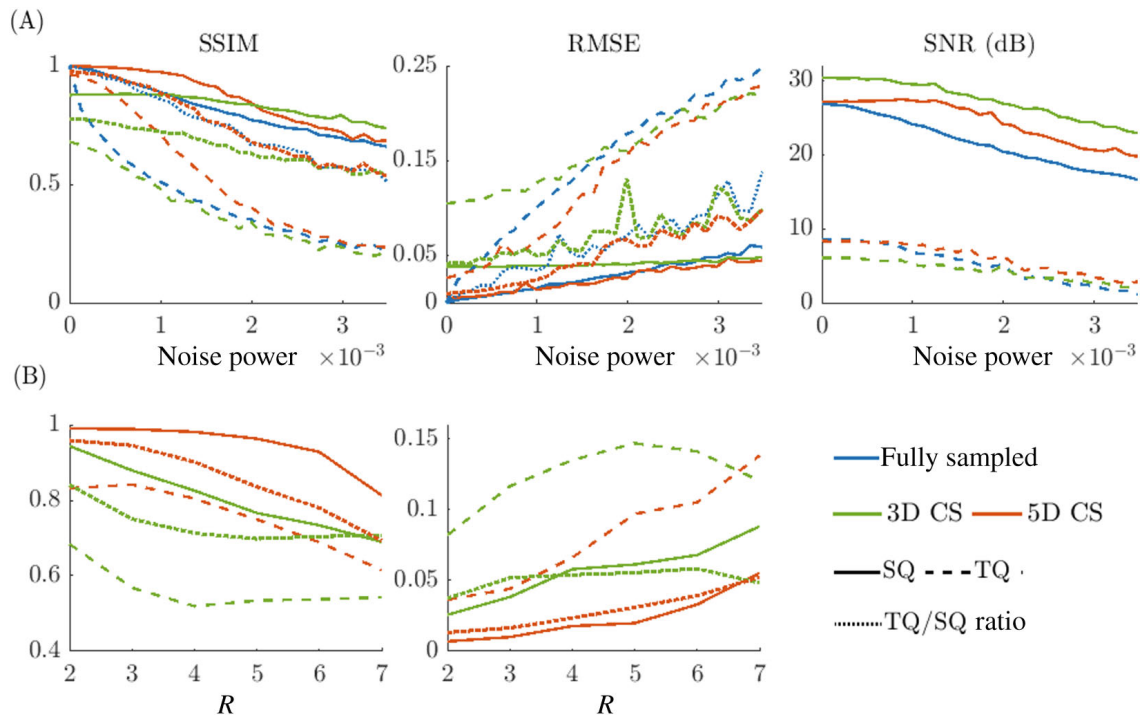 (A)
SSIM RMSE SNR (dB)
1 0.5 0
0.25 0.15 0.05 0
30 20 10 0
0 1 2 3 0 1 2 3 0 1 2 3
Noise power ×10⁻³ Noise power ×10⁻³ Noise power ×10⁻³
(B)
1 0.8 0.6 0.4
0.15 0.1 0.05 0
2 3 4 5 6 7 2 3 4 5 6 7
R R
Fully sampled
3D CS 5D CS
SQ TQ
TQ/SQ ratio